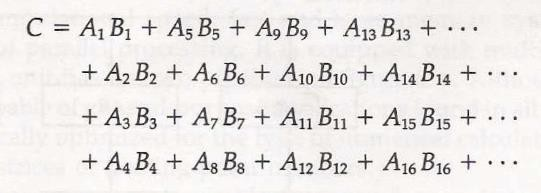 C = A₁B₁ + A₅B₅ + A₉B₉ + A₁₃B₁₃ + ⋯
+ A₂B₂ + A₆B₆ + A₁₀B₁₀ + A₁₄B₁₄ + ⋯
+ A₃B₃ + A₇B₇ + A₁₁B₁₁ + A₁₅B₁₅ + ⋯
+ A₄B₄ + A₈B₈ + A₁₂B₁₂ + A₁₆B₁₆ + ⋯